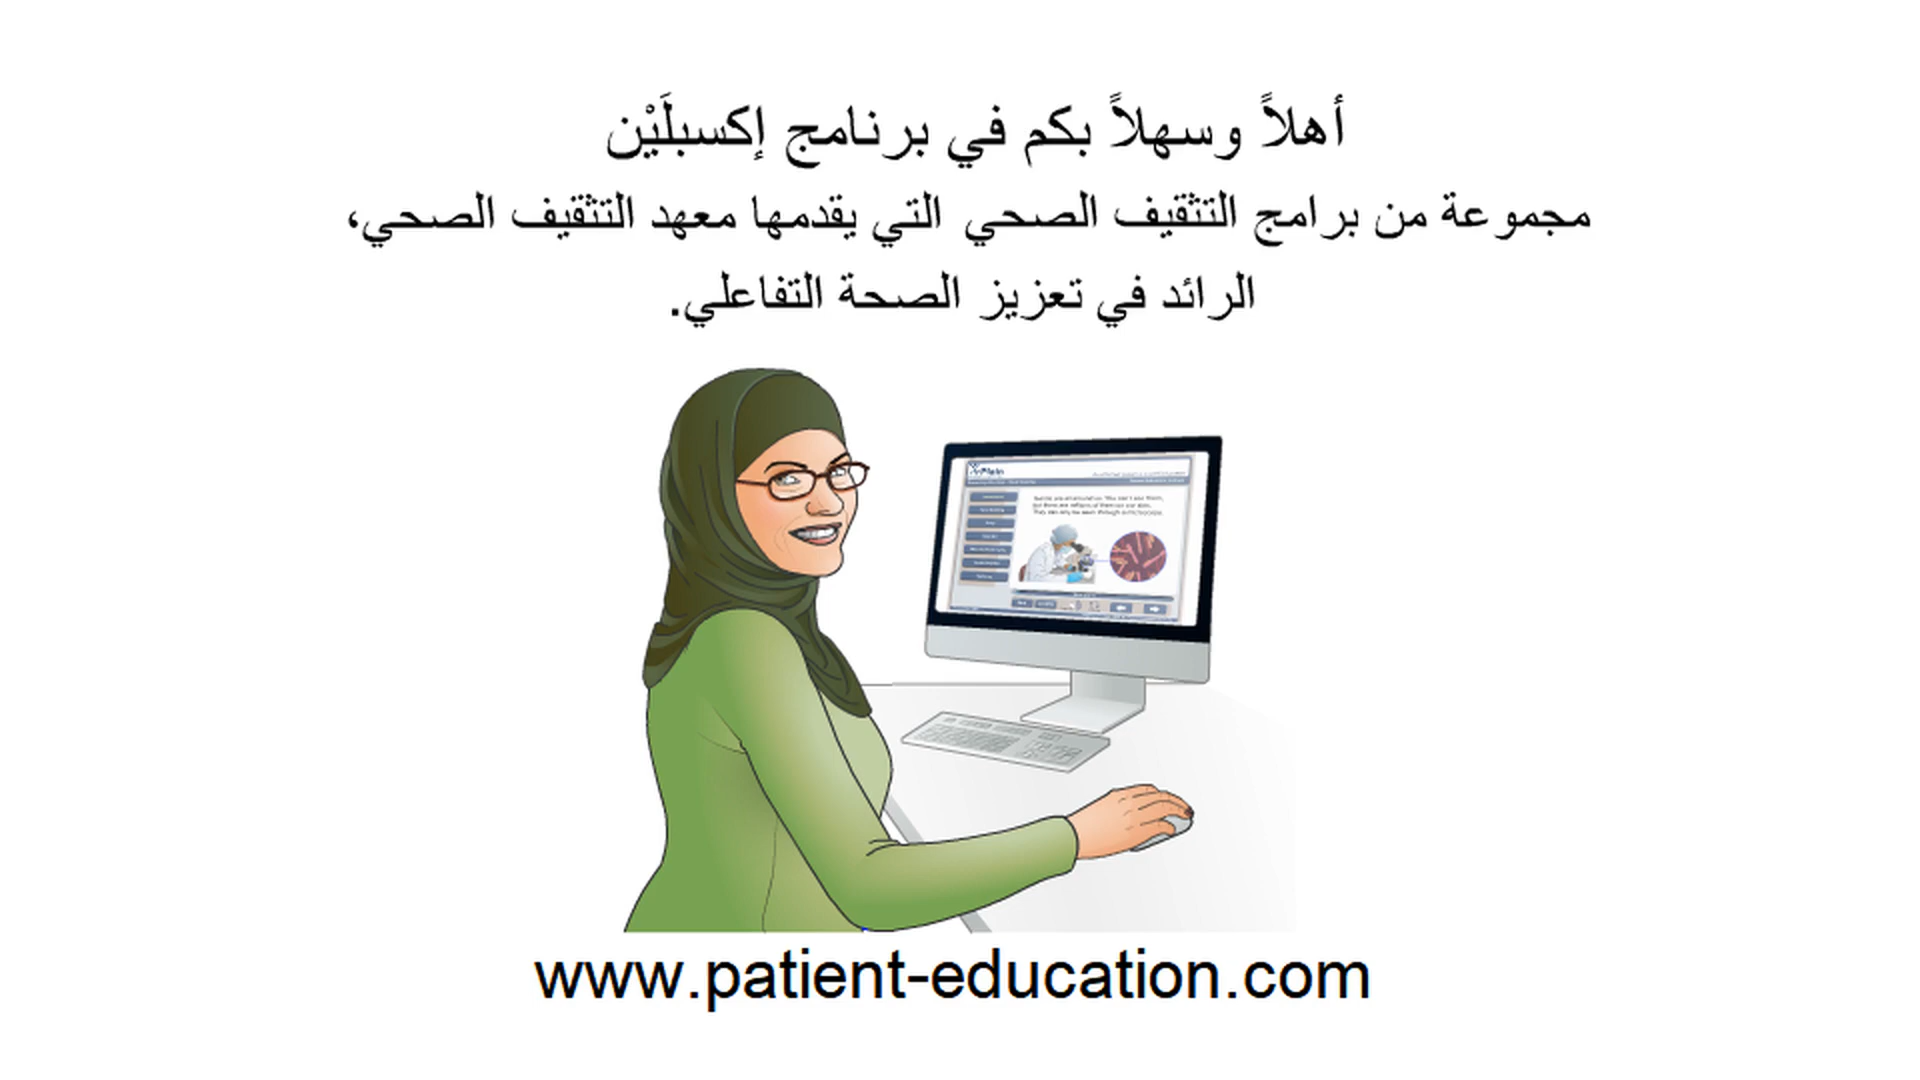 أهلاً وسهلاً بكم في برنامج إكسبلَيْن
مجموعة من برامج التثقيف الصحي التي يقدمها معهد التثقيف الصحي،
الرائد في تعزيز الصحة التفاعلي.
www.patient-education.com